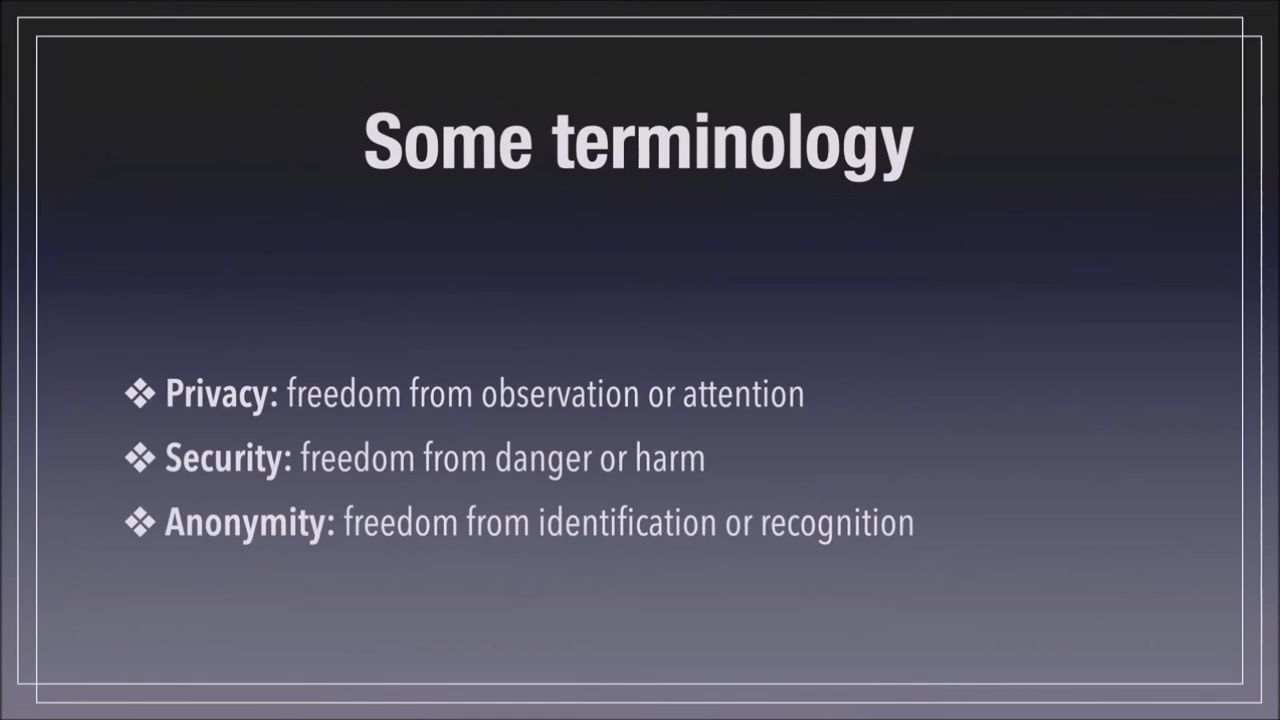 Some terminology
❖ Privacy: freedom from observation or attention
❖ Security: freedom from danger or harm
❖ Anonymity: freedom from identification or recognition